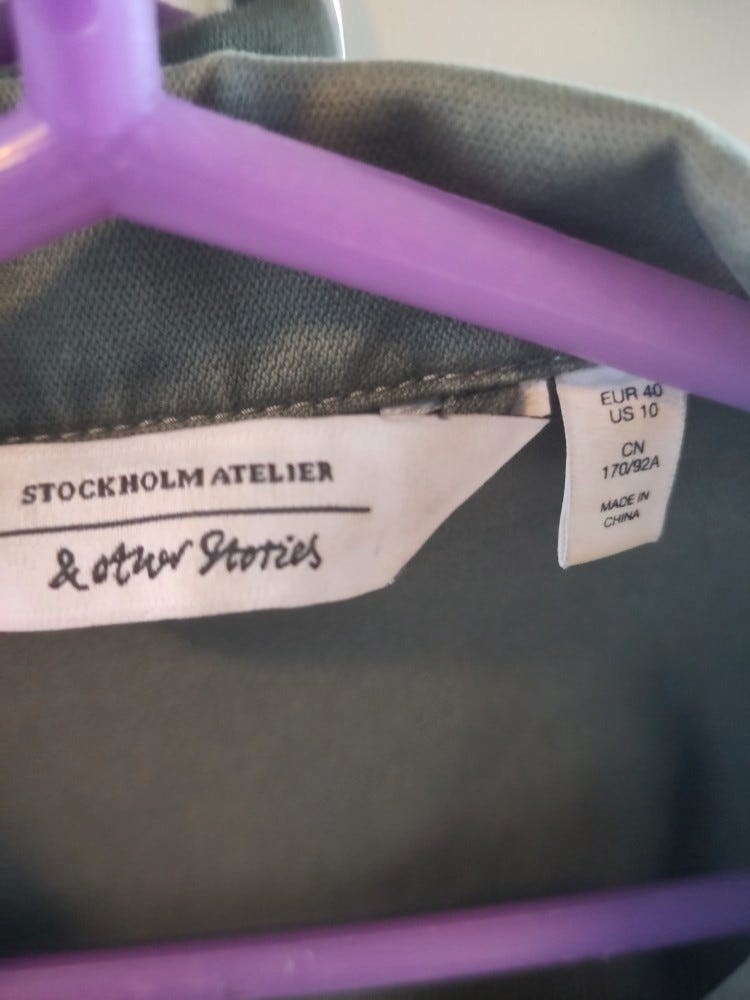 STOCKHOLM ATELIER
& other Stories
EUR 40
US 10
CN
170/92A
MADE IN
CHINA